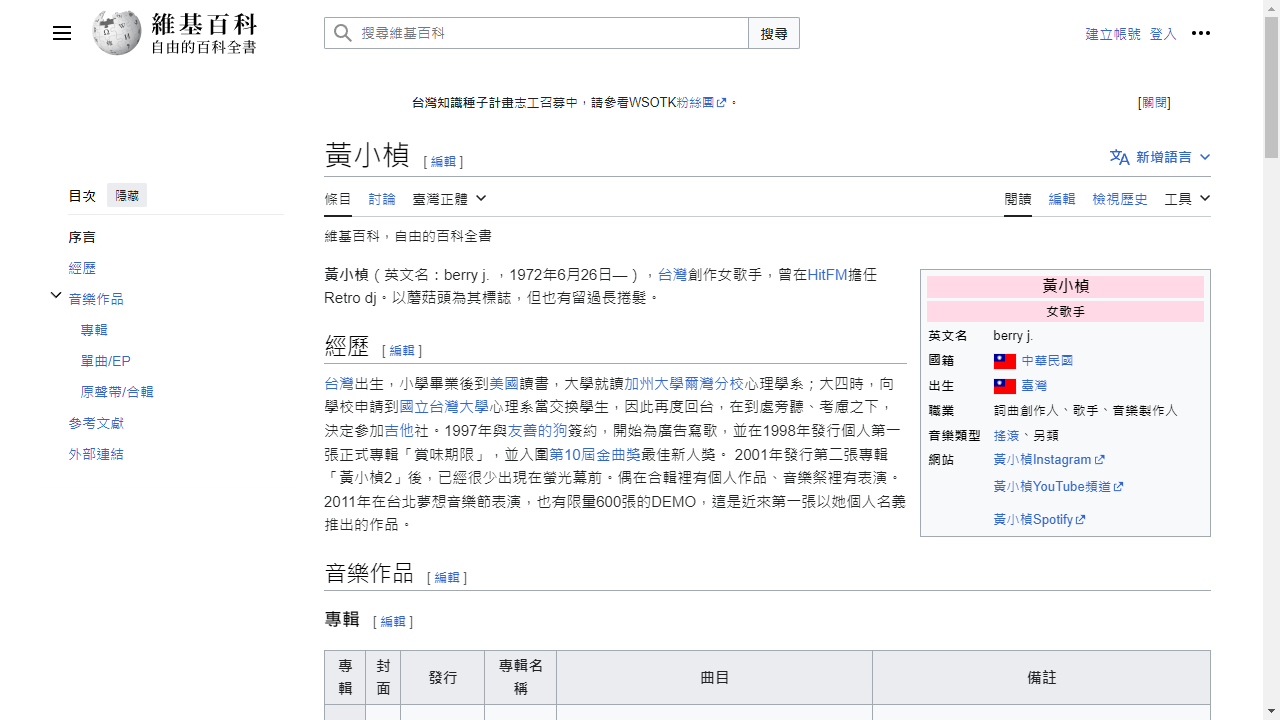 維基百科
自由的百科全書
搜尋維基百科
搜尋
建立帳號 登入
台灣知識種子計畫志工召募中，請參看WSOTK粉絲團。
[關閉]
黃小楨 [ 編輯 ]
新增語言
目次 隱藏
序言
經歷
音樂作品
專輯
單曲/EP
原聲帶/合輯
參考文獻
外部連結
條目 討論 臺灣正體
閱讀 編輯 檢視歷史 工具
維基百科，自由的百科全書
黃小楨（英文名：berry j. ，1972年6月26日—），台灣創作女歌手，曾在HitFM擔任
Retro dj。以蘑菇頭為其標誌，但也有留過長捲髮。
經歷 [ 編輯 ]
台灣出生，小學畢業後到美國讀書，大學就讀加州大學爾灣分校心理學系；大四時，向
學校申請到國立台灣大學心理系當交換學生，因此再度回台，在到處旁聽、考慮之下，
決定參加吉他社。1997年與友善的狗簽約，開始為廣告寫歌，並在1998年發行個人第一
張正式專輯「賞味期限」，並入圍第10屆金曲獎最佳新人獎。 2001年發行第二張專輯
「黃小楨2」後，已經很少出現在螢光幕前。偶在合輯裡有個人作品、音樂祭裡有表演。
2011年在台北夢想音樂節表演，也有限量600張的DEMO，這是近來第一張以她個人名義
推出的作品。
黃小楨
女歌手
英文名 berry j.
國籍 中華民國
出生 臺灣
職業 詞曲創作人、歌手、音樂製作人
音樂類型 搖滾、另類
網站 黃小楨Instagram
黃小楨YouTube頻道
黃小楨Spotify
音樂作品 [ 編輯 ]
專輯 [ 編輯 ]
專輯 封面 發行 專輯名稱 曲目 備註